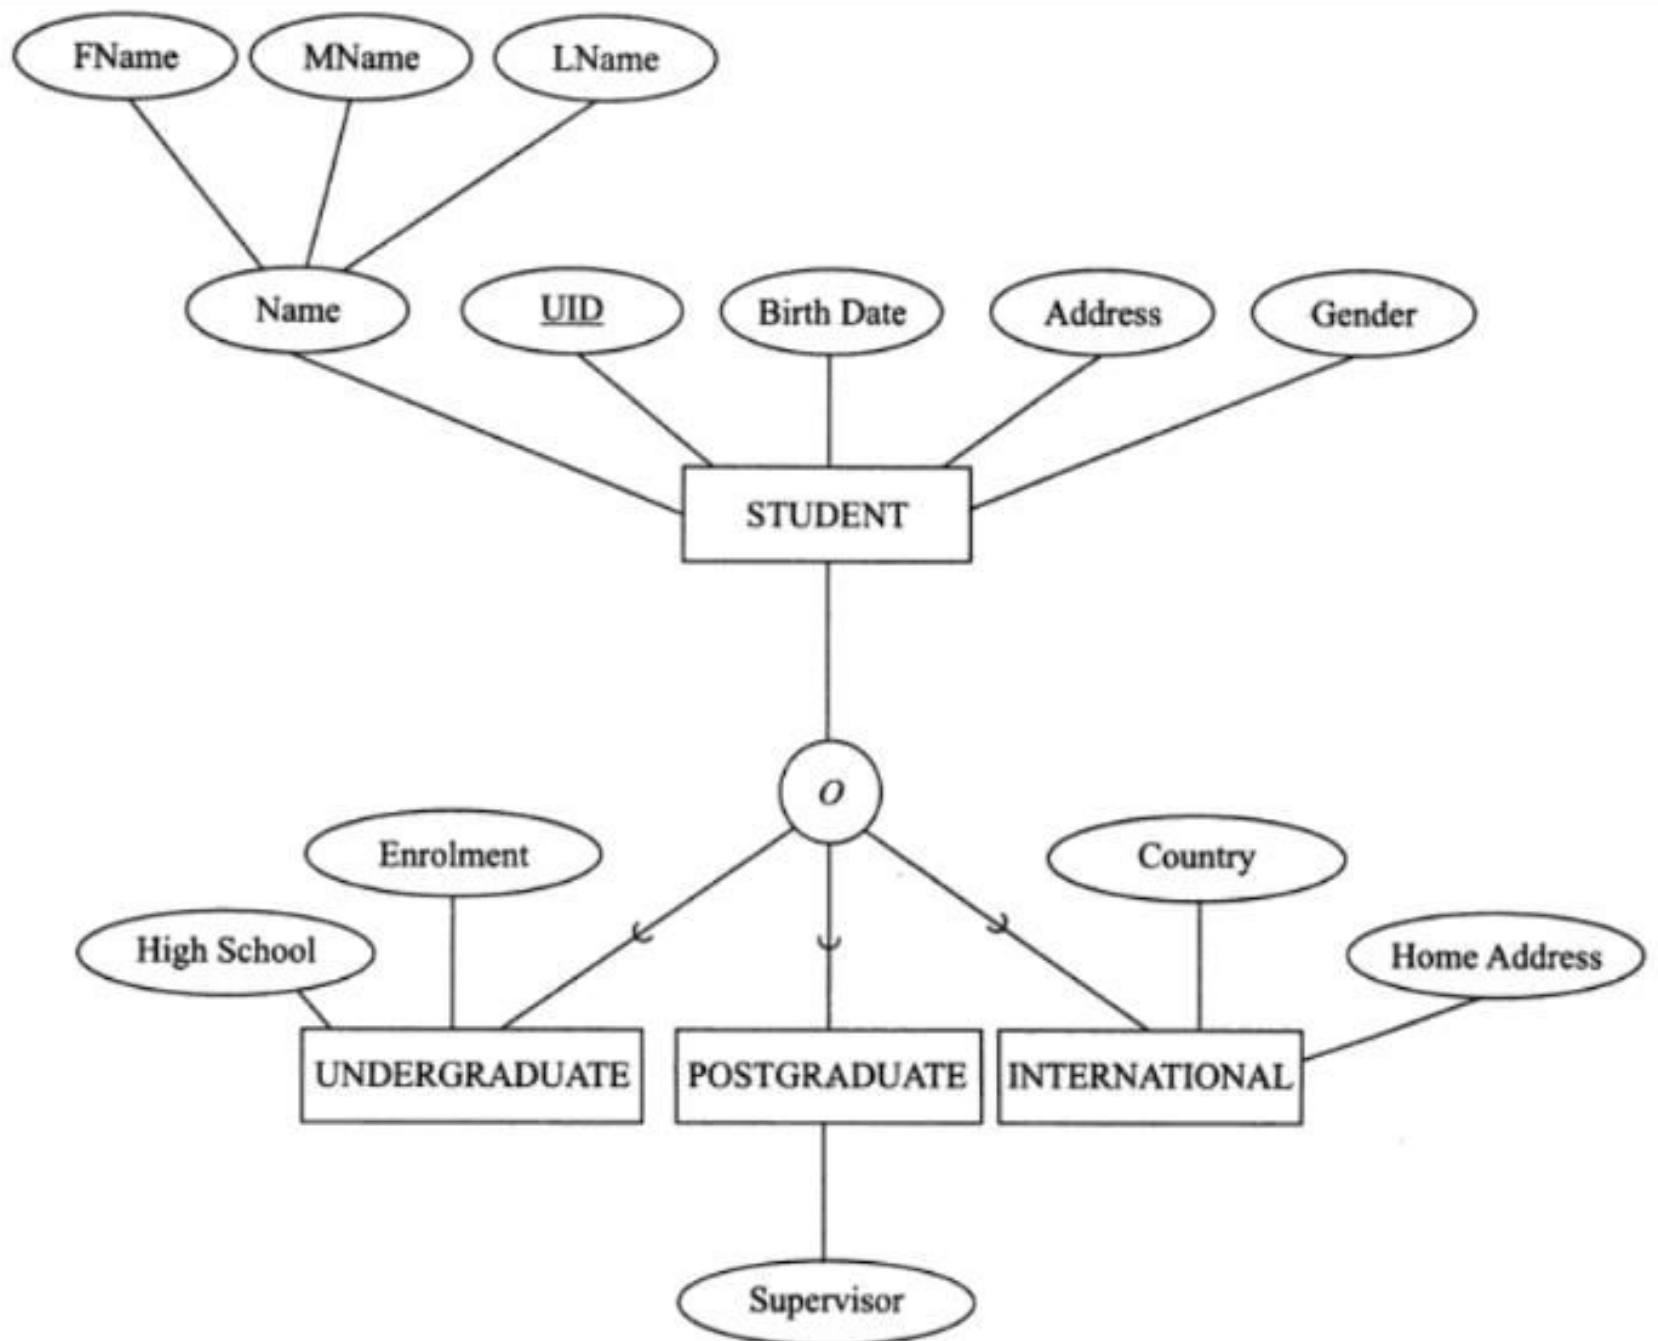 FName
MName
LName
Name
UID
Birth Date
Address
Gender
STUDENT
O
Enrolment
Country
High School
Home Address
UNDERGRADUATE
POSTGRADUATE
INTERNATIONAL
Supervisor